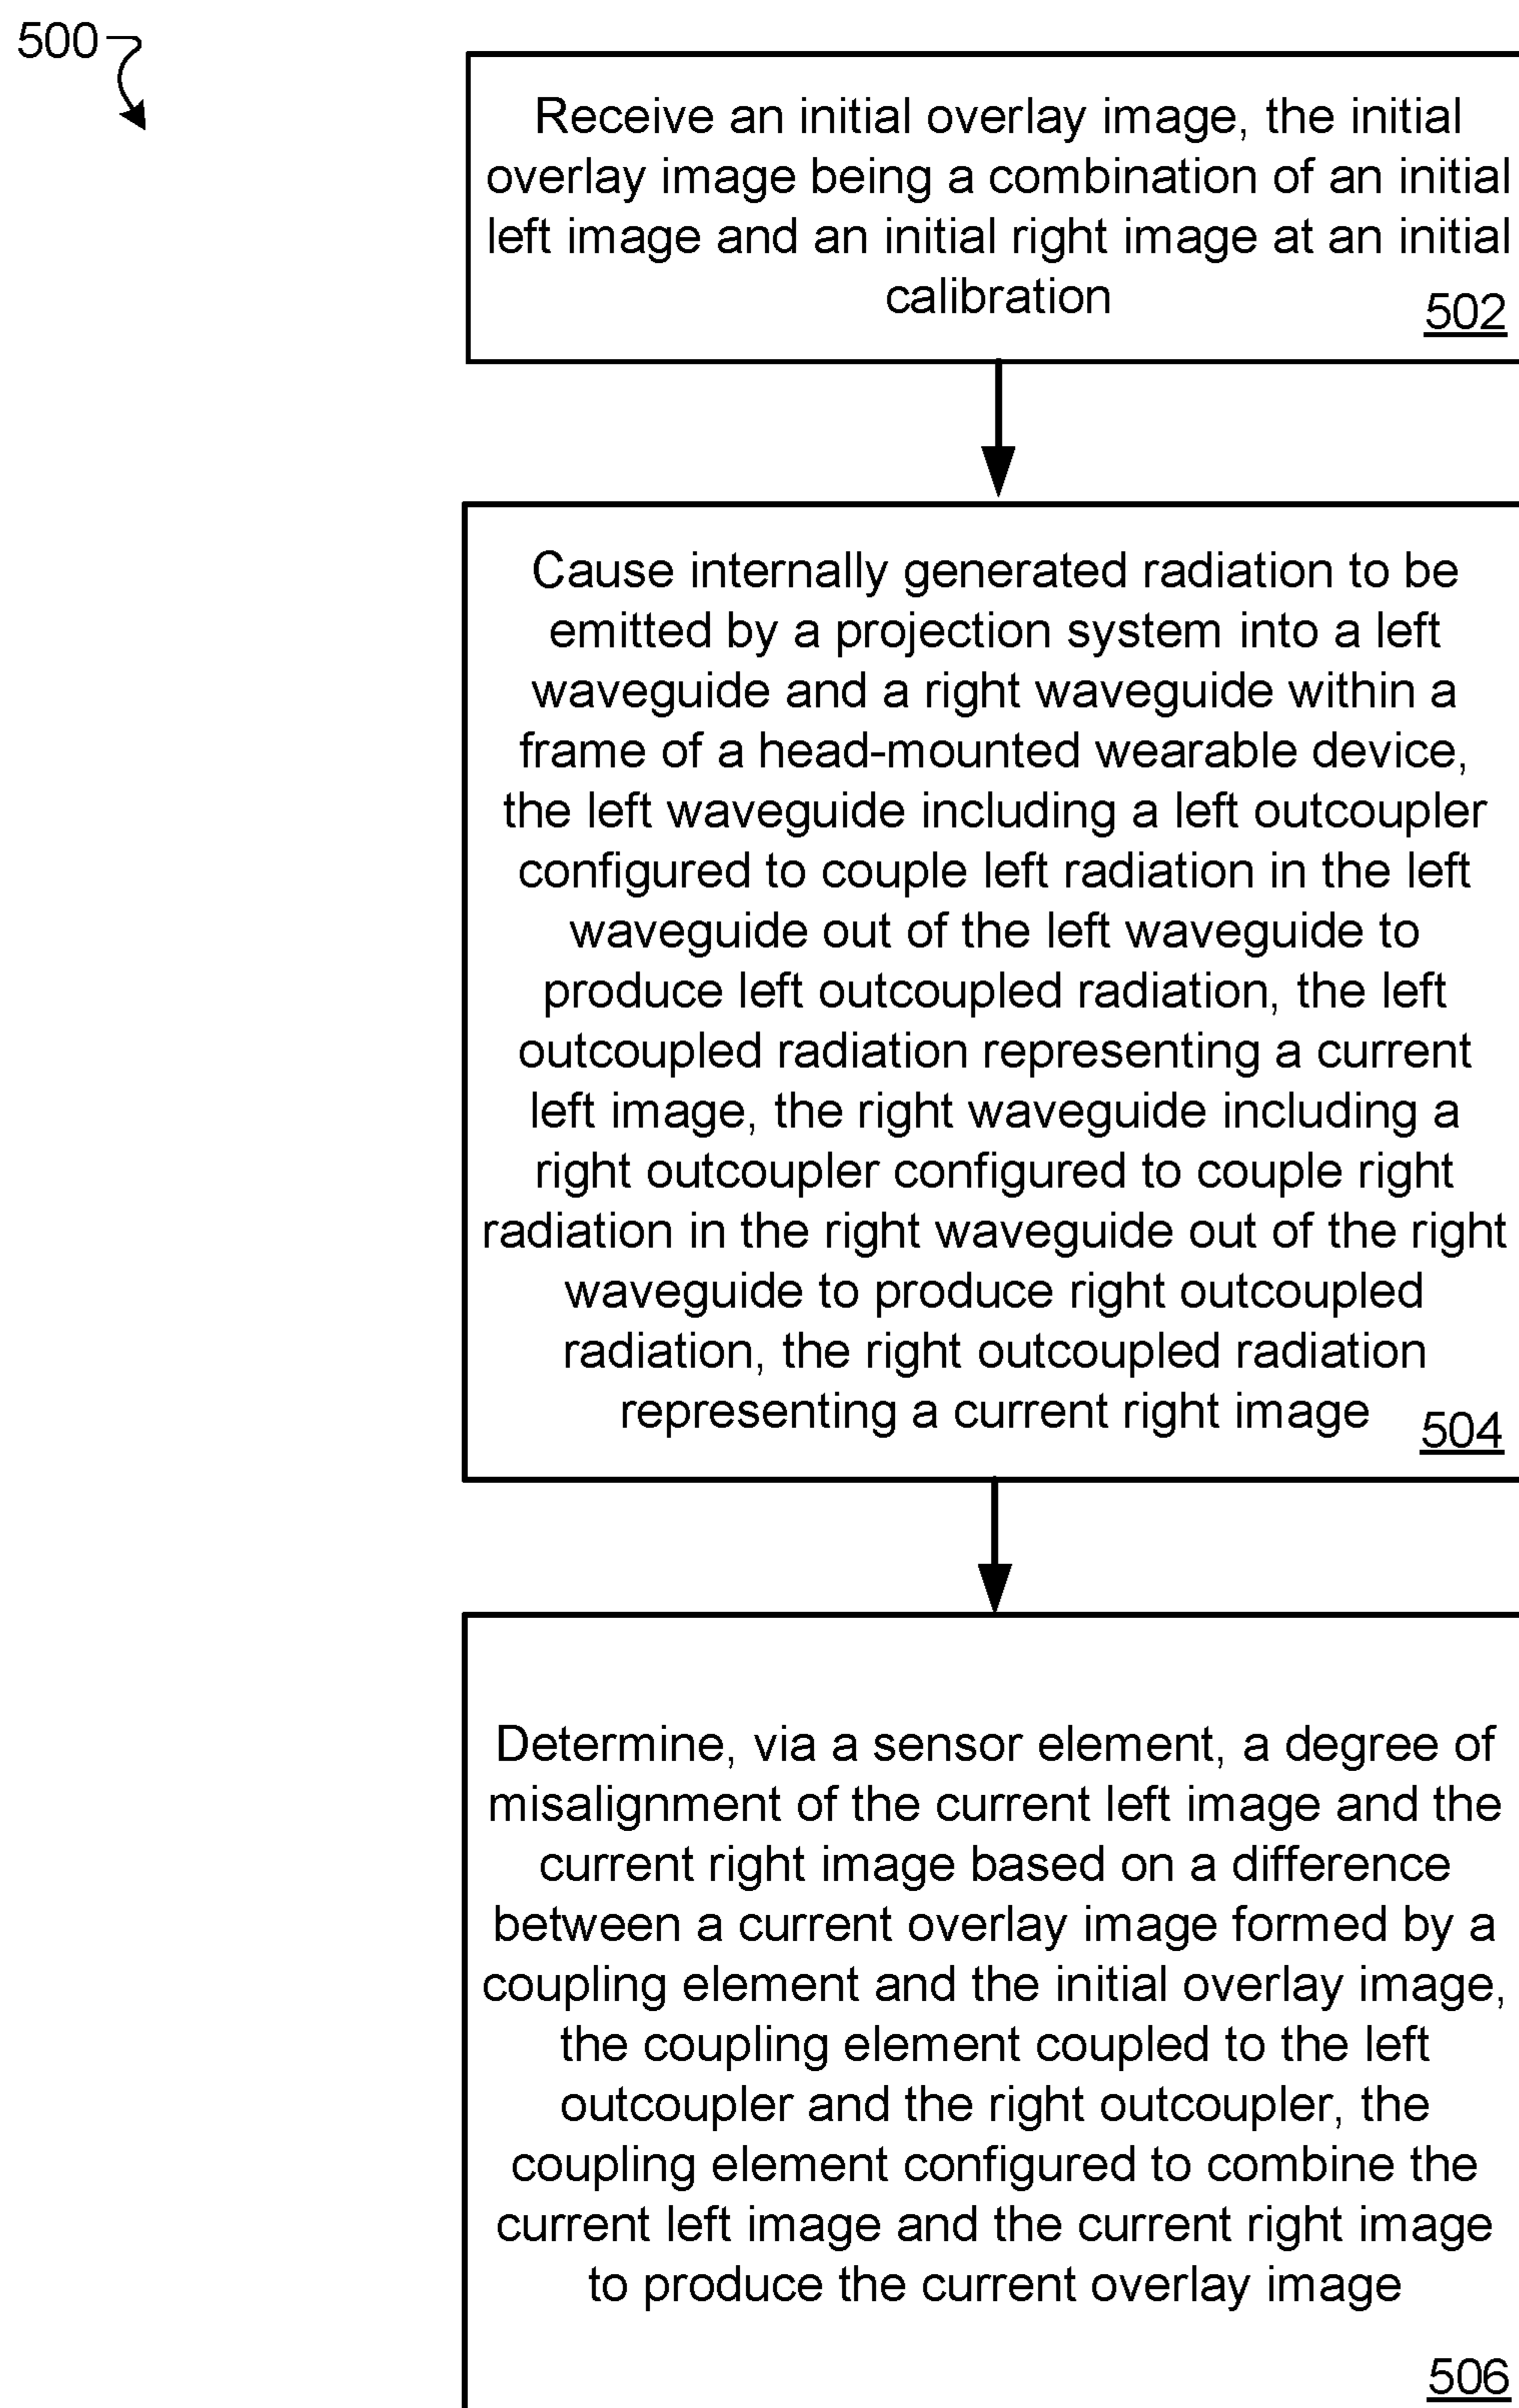 500
Receive an initial overlay image, the initial
overlay image being a combination of an initial
left image and an initial right image at an initial
calibration
502
Cause internally generated radiation to be
emitted by a projection system into a left
waveguide and a right waveguide within a
frame of a head-mounted wearable device,
the left waveguide including a left outcoupler
configured to couple left radiation in the left
waveguide out of the left waveguide to
produce left outcoupled radiation, the left
outcoupled radiation representing a current
left image, the right waveguide including a
right outcoupler configured to couple right
radiation in the right waveguide out of the right
waveguide to produce right outcoupled
radiation, the right outcoupled radiation
representing a current right image
504
Determine, via a sensor element, a degree of
misalignment of the current left image and the
current right image based on a difference
between a current overlay image formed by a
coupling element and the initial overlay image,
the coupling element coupled to the left
outcoupler and the right outcoupler, the
coupling element configured to combine the
current left image and the current right image
to produce the current overlay image
506